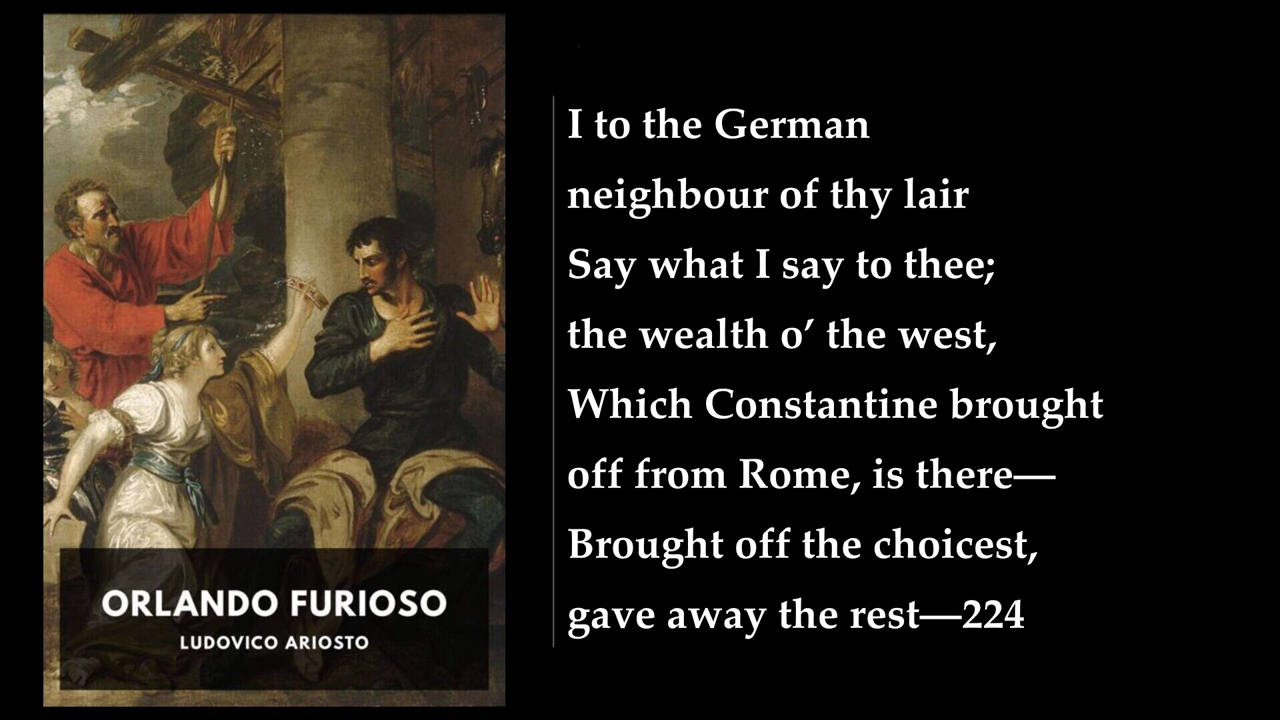 ORLANDO FURIOSO
LUDOVICO ARIOSTO
I to the German
neighbour of thy lair
Say what I say to thee;
the wealth o’ the west,
Which Constantine brought
off from Rome, is there—
Brought off the choicest,
gave away the rest—224